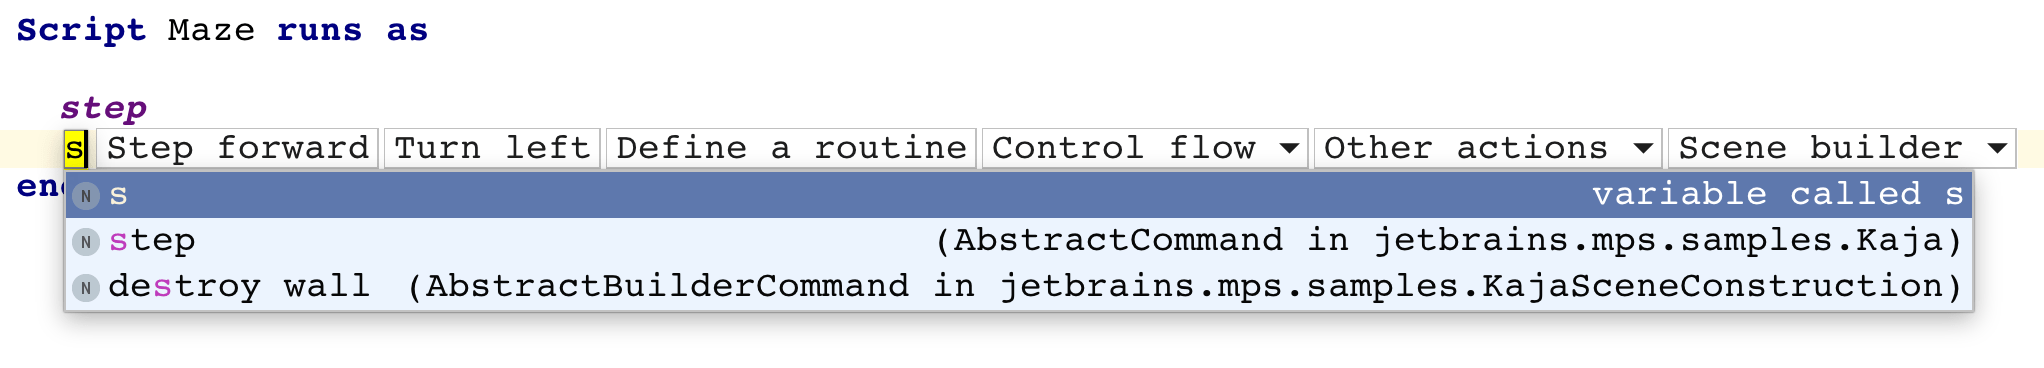 Script Maze runs as
step
s Step forward Turn left Define a routine Control flow Other actions Scene builder
en
N s variable called s
N step (AbstractCommand in jetbrains.mps.samples.Kaja)
N destroy wall (AbstractBuilderCommand in jetbrains.mps.samples.KajaSceneConstruction)